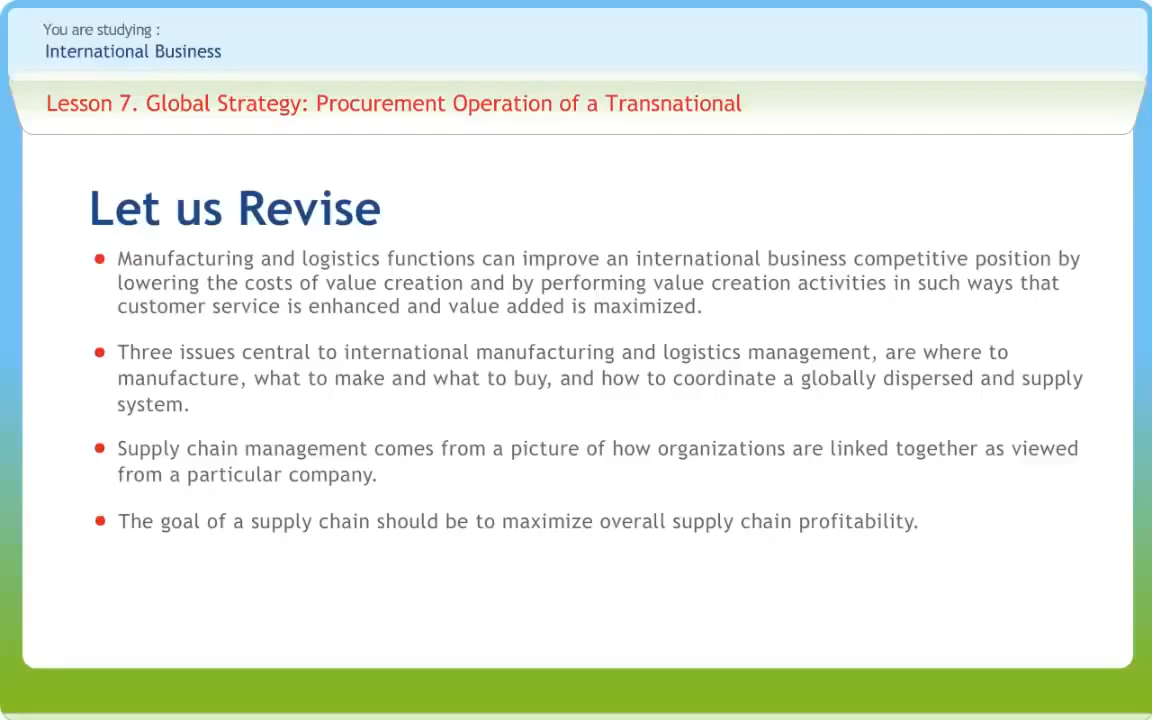 You are studying :
International Business
Lesson 7. Global Strategy: Procurement Operation of a Transnational
Let us Revise
• Manufacturing and logistics functions can improve an international business competitive position by
lowering the costs of value creation and by performing value creation activities in such ways that
customer service is enhanced and value added is maximized.
• Three issues central to international manufacturing and logistics management, are where to
manufacture, what to make and what to buy, and how to coordinate a globally dispersed and supply
system.
• Supply chain management comes from a picture of how organizations are linked together as viewed
from a particular company.
• The goal of a supply chain should be to maximize overall supply chain profitability.